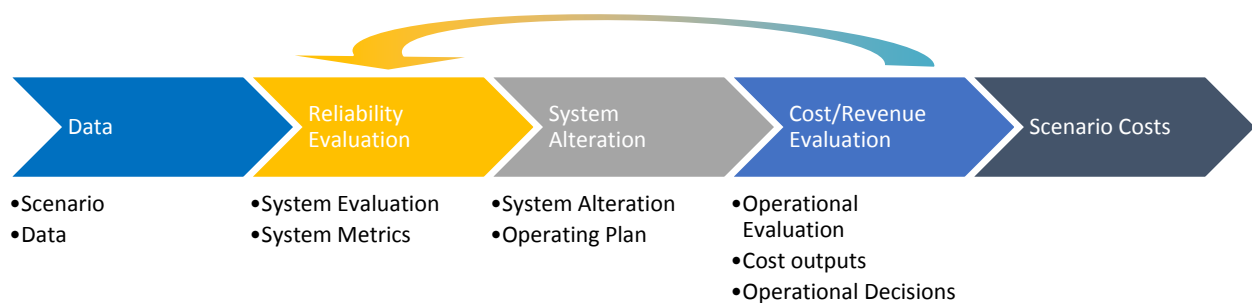 Data
Reliability
Evaluation
System
Alteration
Cost/Revenue
Evaluation
Scenario Costs
•Scenario
•Data
•System Evaluation
•System Metrics
•System Alteration
•Operating Plan
•Operational
Evaluation
•Cost outputs
•Operational Decisions